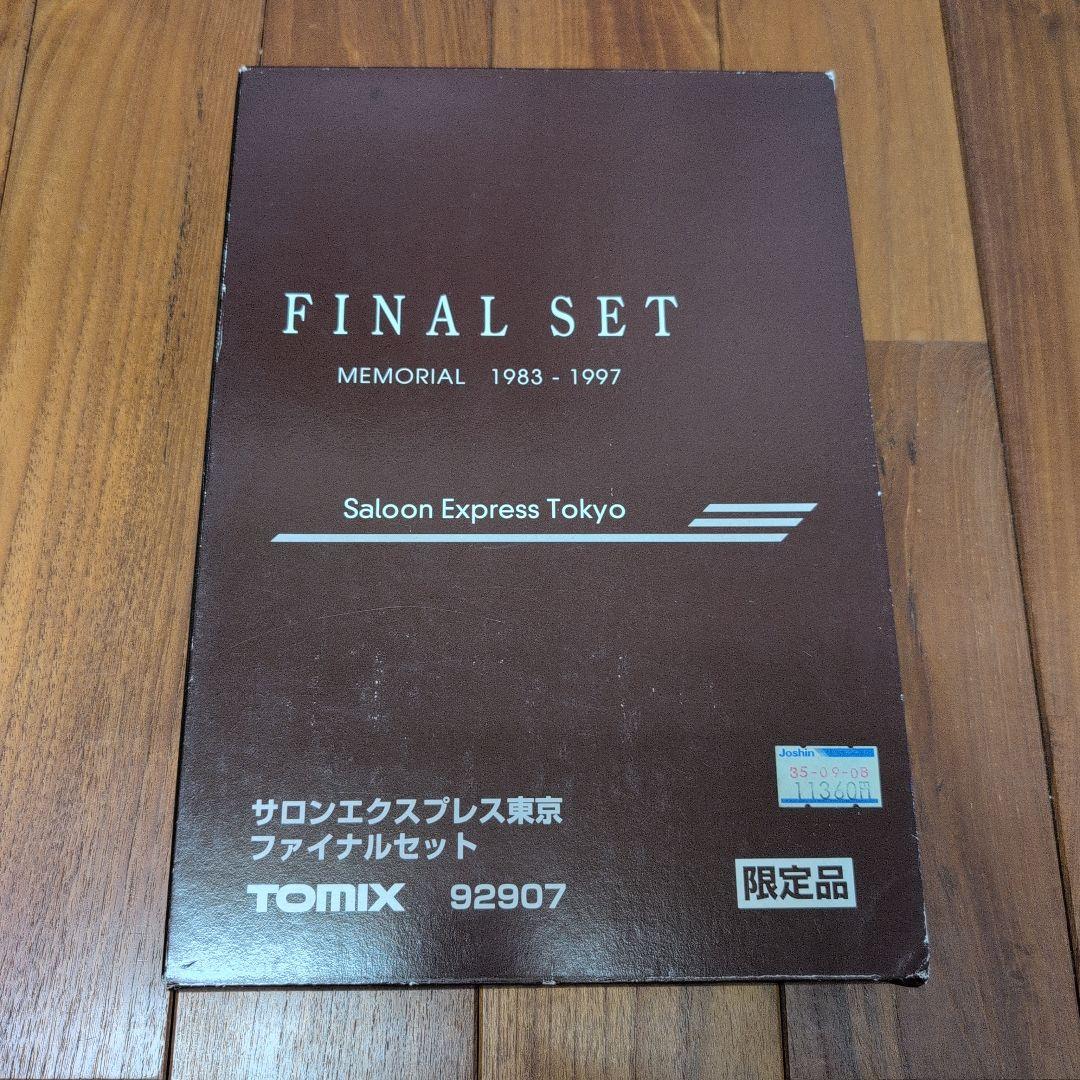 FINAL SET
MEMORIAL 1983 - 1997
Saloon Express Tokyo
Joshin
35-09-08
11360円
サロンエクスプレス東京
ファイナルセット
TOMIX 92907
限定品